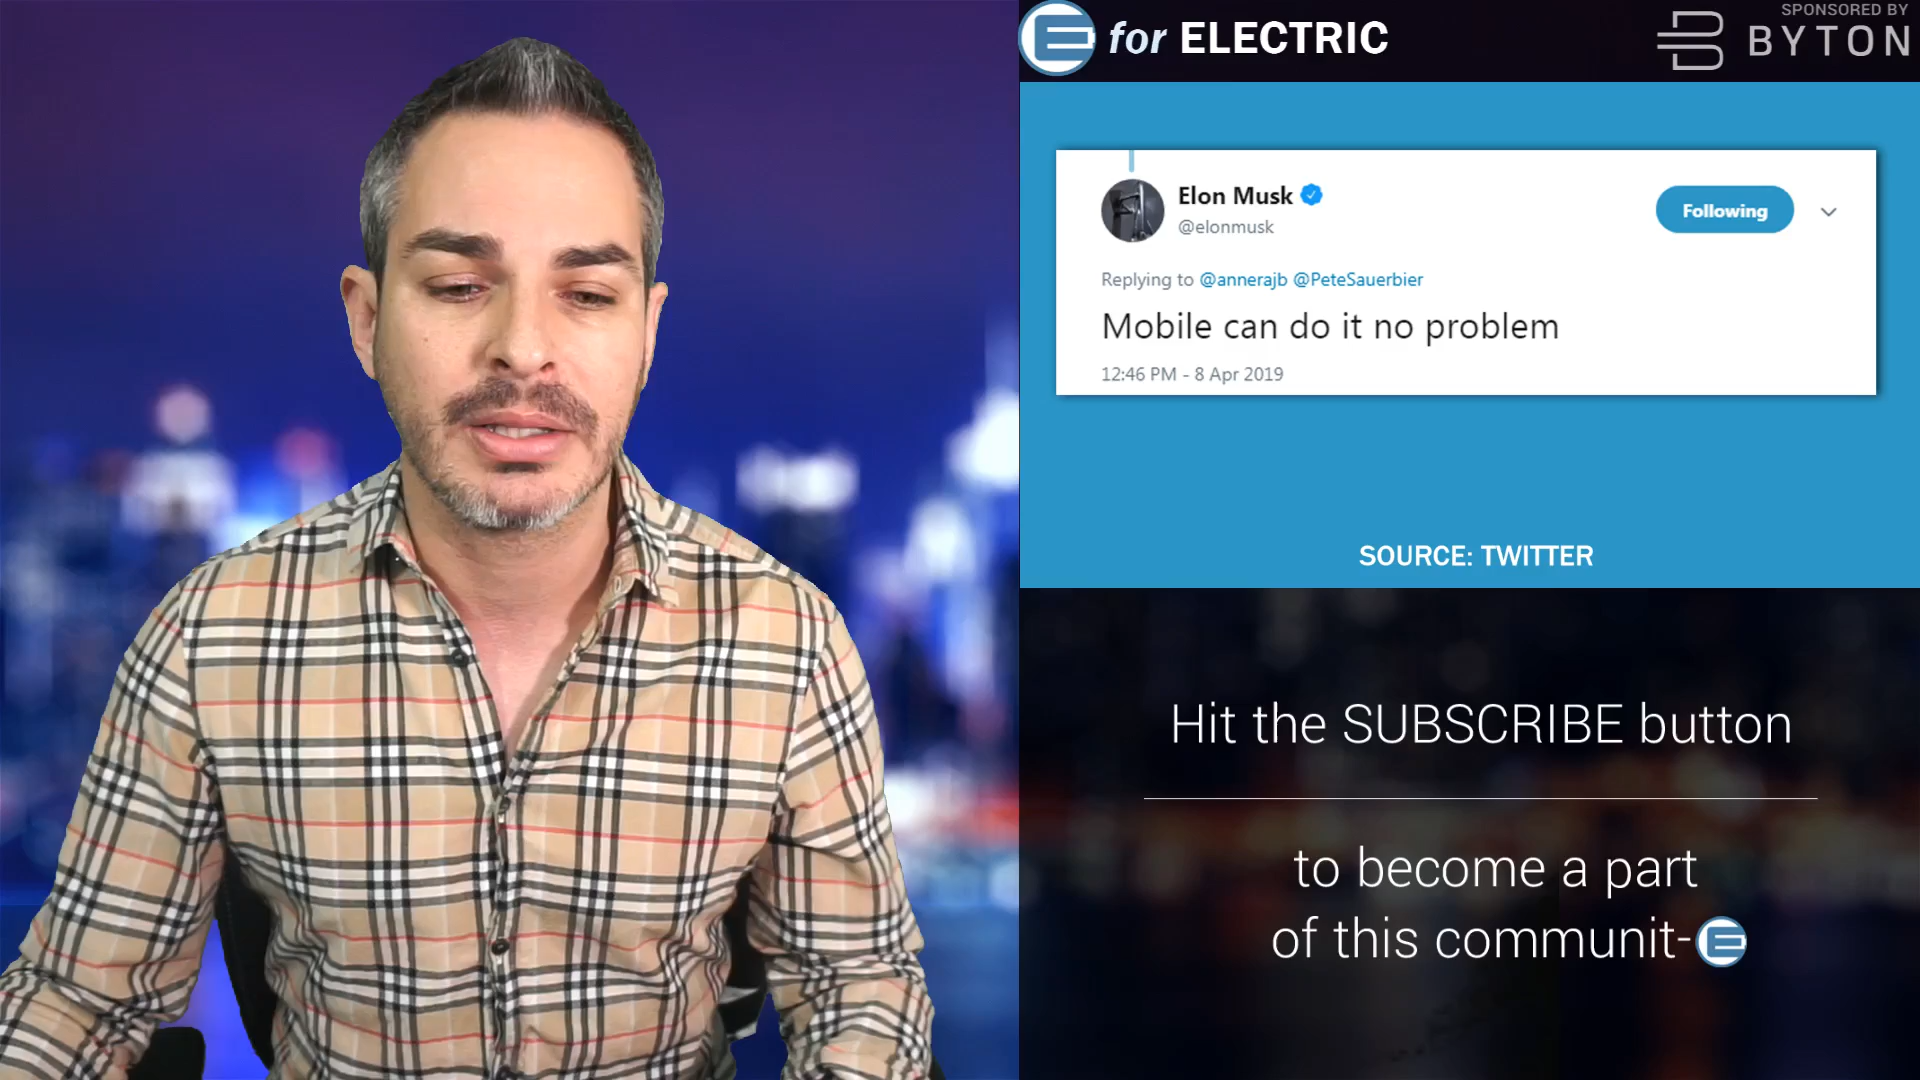 E for ELECTRIC
SPONSORED BY
BYTON
Elon Musk
@elonmusk
Following
Replying to @annerajb @PeteSauerbier
Mobile can do it no problem
12:46 PM - 8 Apr 2019
SOURCE: TWITTER
Hit the SUBSCRIBE button
to become a part
of this communit-E